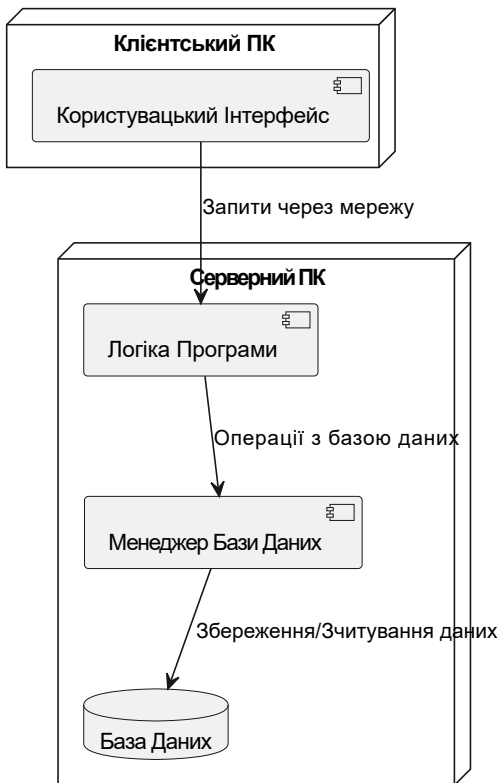 Клієнтський ПК
Користувацький Інтерфейс
Запити через мережу
Серверний ПК
Логіка Програми
Операції з базою даних
Менеджер Бази Даних
Збереження/Зчитування даних
База Даних